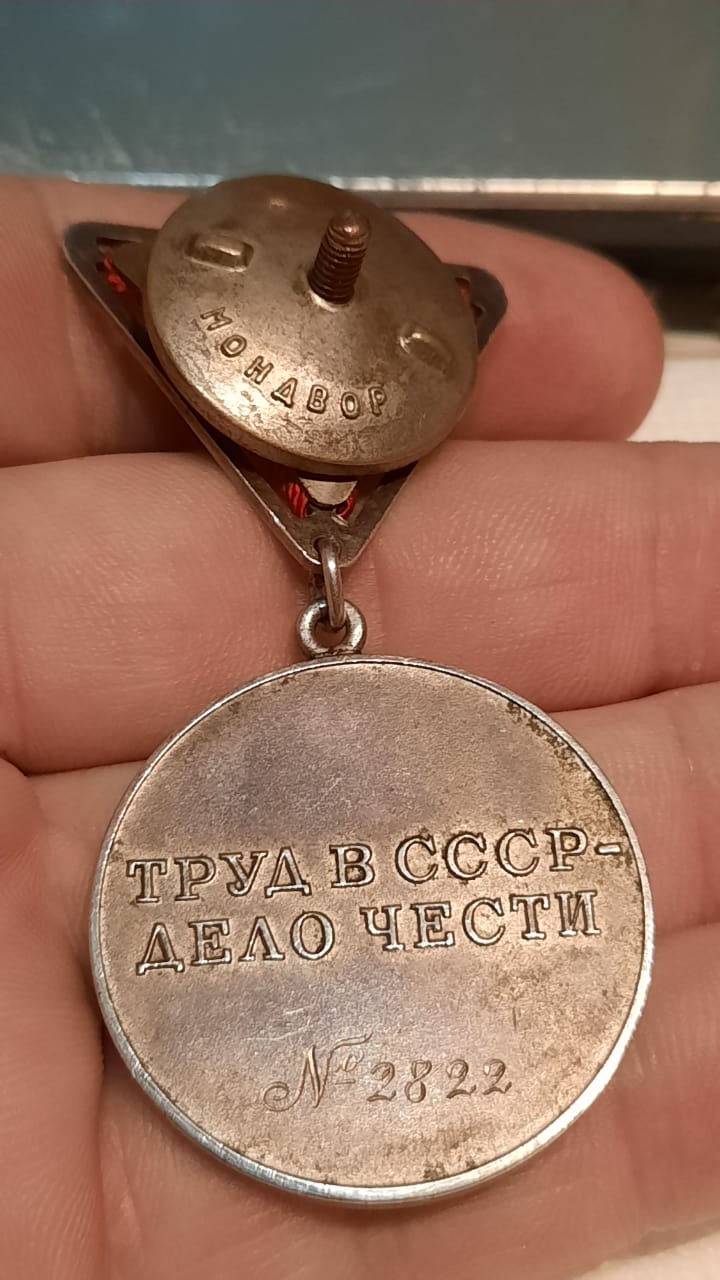 МОНДВОР
ТРУД В СССР-
ДЕЛО ЧЕСТИ
№ 2822